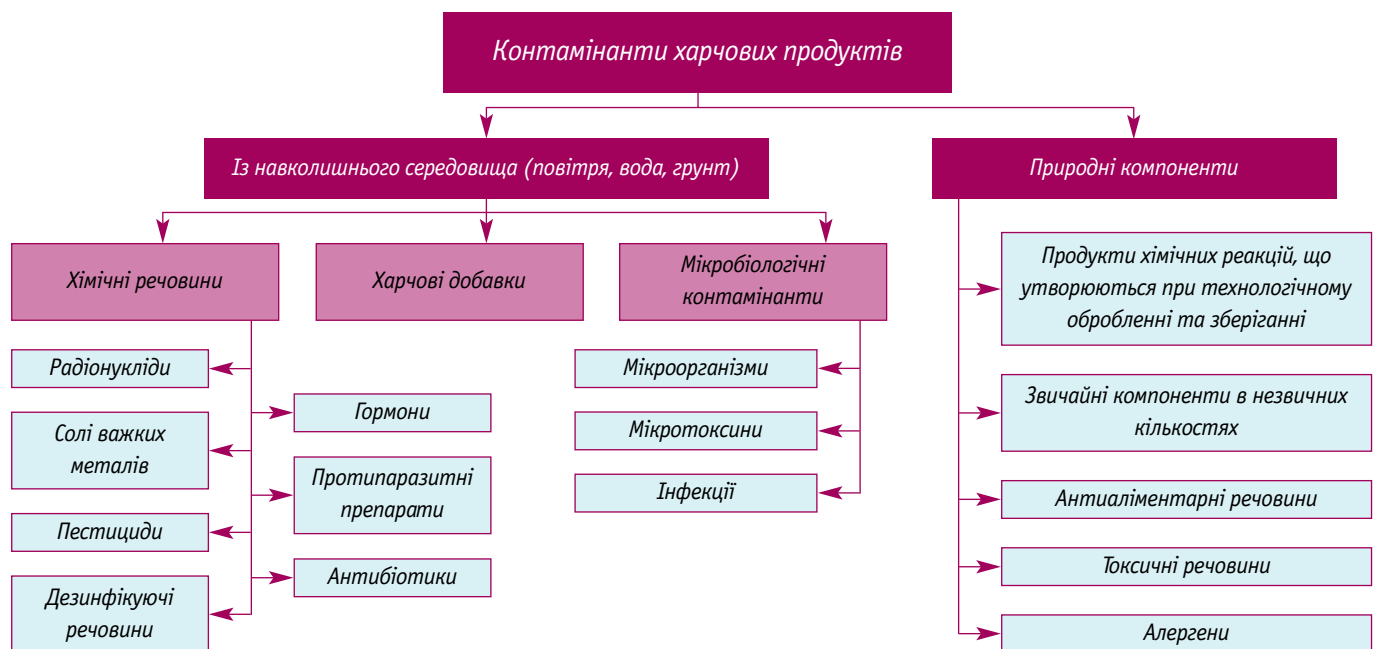 Контамінанти харчових продуктів
Із навколишнього середовища (повітря, вода, грунт)
Природні компоненти
Хімічні речовини
Харчові добавки
Мікробіологічні
контамінанти
Радіонукліди
Солі важких
металів
Пестициди
Дезинфікуючі
речовини
Гормони
Протипаразитні
препарати
Антибіотики
Мікроорганізми
Мікротоксини
Інфекції
Продукти хімічних реакцій, що
утворюються при технологічному
обробленні та зберіганні
Звичайні компоненти в незвичних
кількостях
Антиаліментарні речовини
Токсичні речовини
Алергени